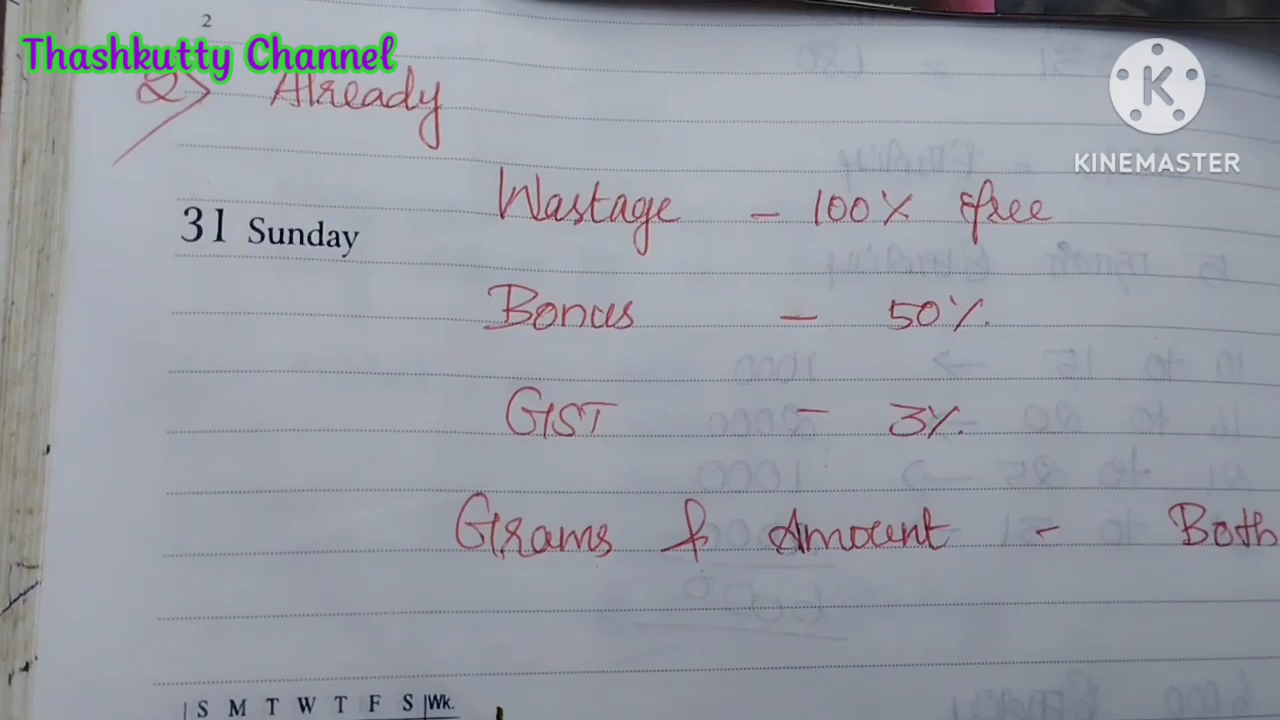 2
Thashkutty Channel
2) Already
KINEMASTER
Wastage - 100% free
31 Sunday
Bonus - 50%.
GST - 3%.
Grams & Amount - Both
S M T W T F S Wk.